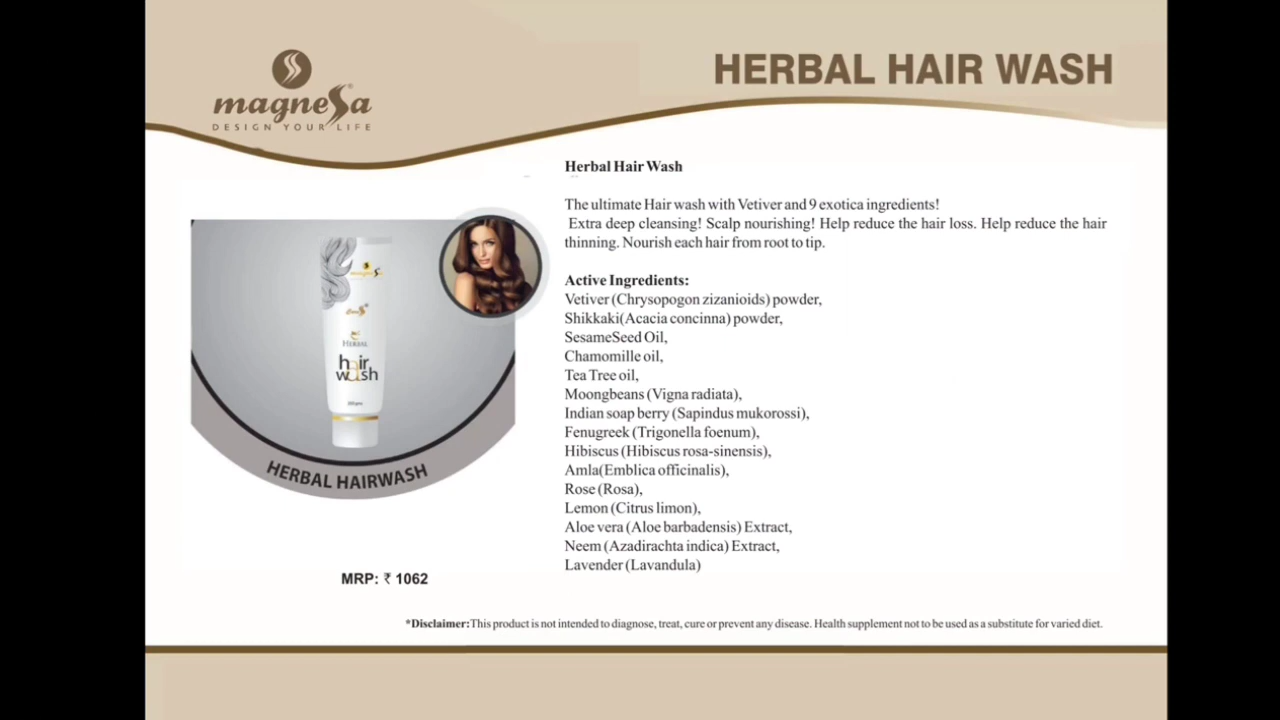 magneSa®
DESIGN YOUR LIFE
HERBAL HAIR WASH
Herbal Hair Wash
The ultimate Hair wash with Vetiver and 9 exotica ingredients!
Extra deep cleansing! Scalp nourishing! Help reduce the hair loss. Help reduce the hair
thinning. Nourish each hair from root to tip.
Active Ingredients:
Vetiver (Chrysopogon zizanioids) powder,
Shikkaki(Acacia concinna) powder,
SesameSeed Oil,
Chamomille oil,
Tea Tree oil,
Moongbeans (Vigna radiata),
Indian soap berry (Sapindus mukorossi),
Fenugreek (Trigonella foenum),
Hibiscus (Hibiscus rosa-sinensis),
Amla(Emblica officinalis),
Rose (Rosa),
Lemon (Citrus limon),
Aloe vera (Aloe barbadensis) Extract,
Neem (Azadirachta indica) Extract,
Lavender (Lavandula)
magneSa
HERBAL
hair
wash
HERBAL HAIRWASH
MRP: ₹ 1062
*Disclaimer:This product is not intended to diagnose, treat, cure or prevent any disease. Health supplement not to be used as a substitute for varied diet.